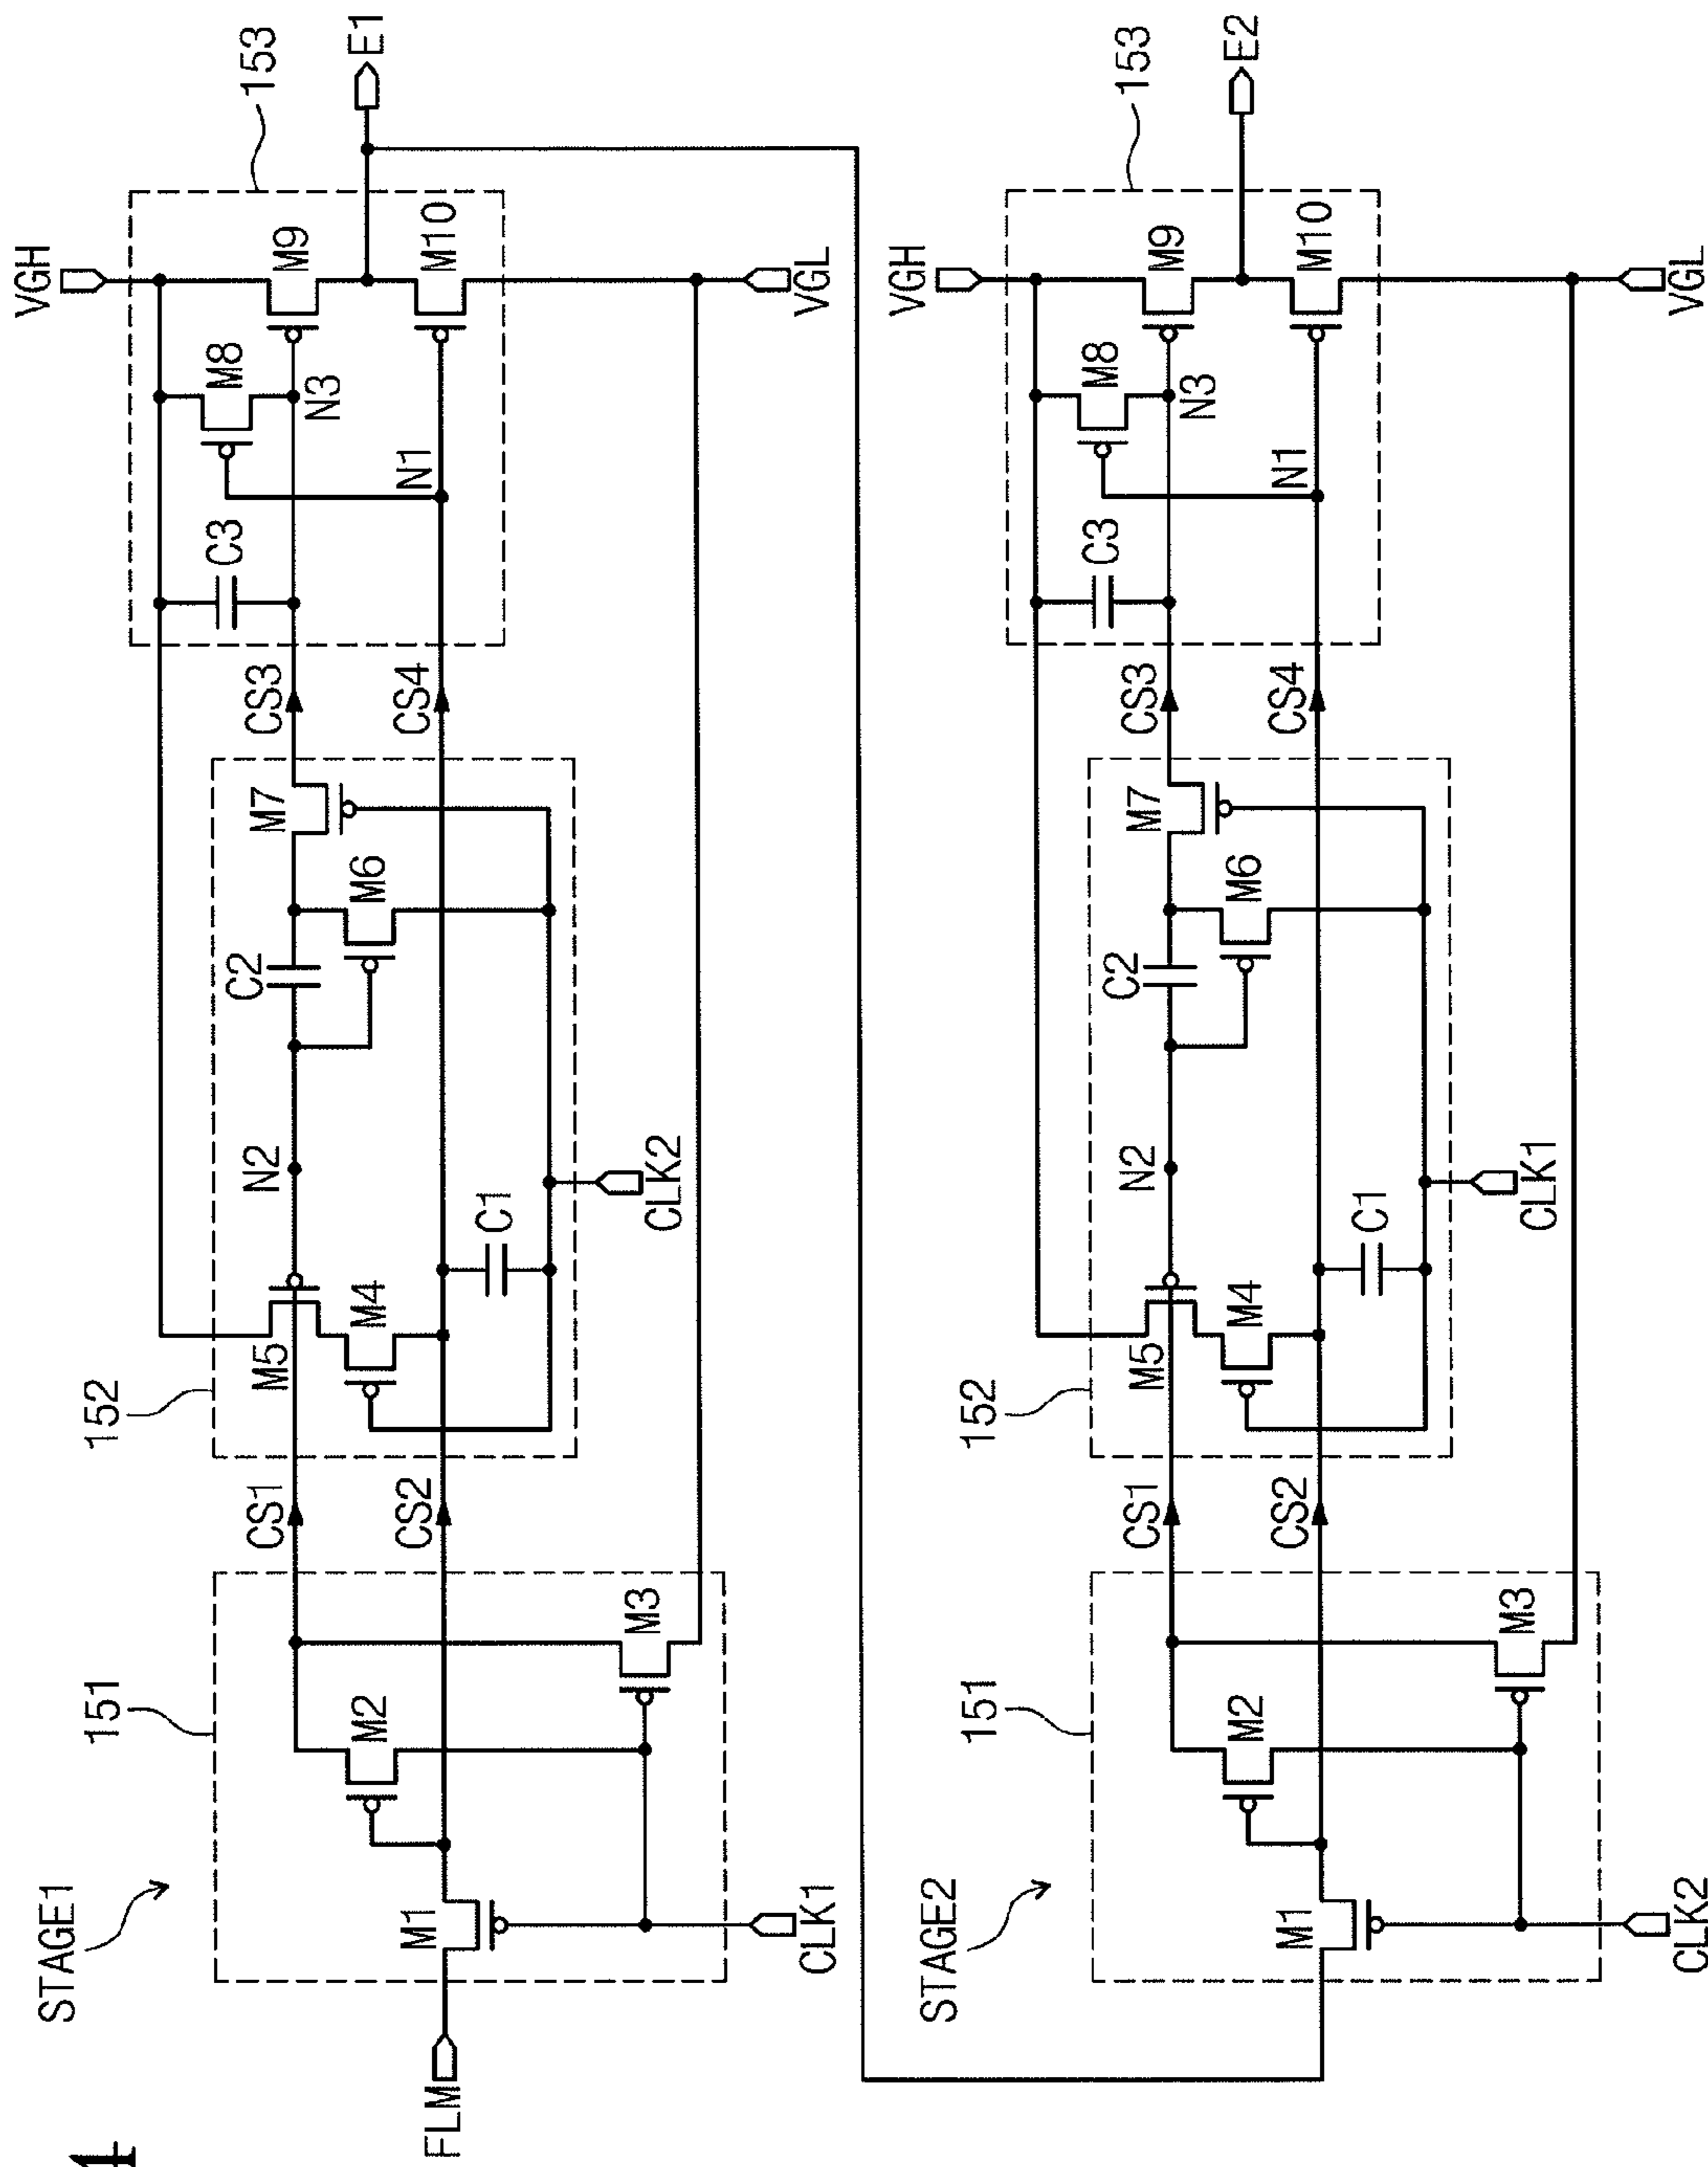 4
STAGE1
151
152
153
VGH
FLM
M1
M2
M3
CLK1
CS1
CS2
M5
M4
N2
C1
C2
M6
M7
CLK2
CS3
CS4
C3
M8
N3
N1
M9
M10
E1
VGL
STAGE2
151
152
153
VGH
M1
M2
M3
CLK2
CS1
CS2
M5
M4
N2
C1
C2
M6
M7
CLK1
CS3
CS4
C3
M8
N3
N1
M9
M10
E2
VGL